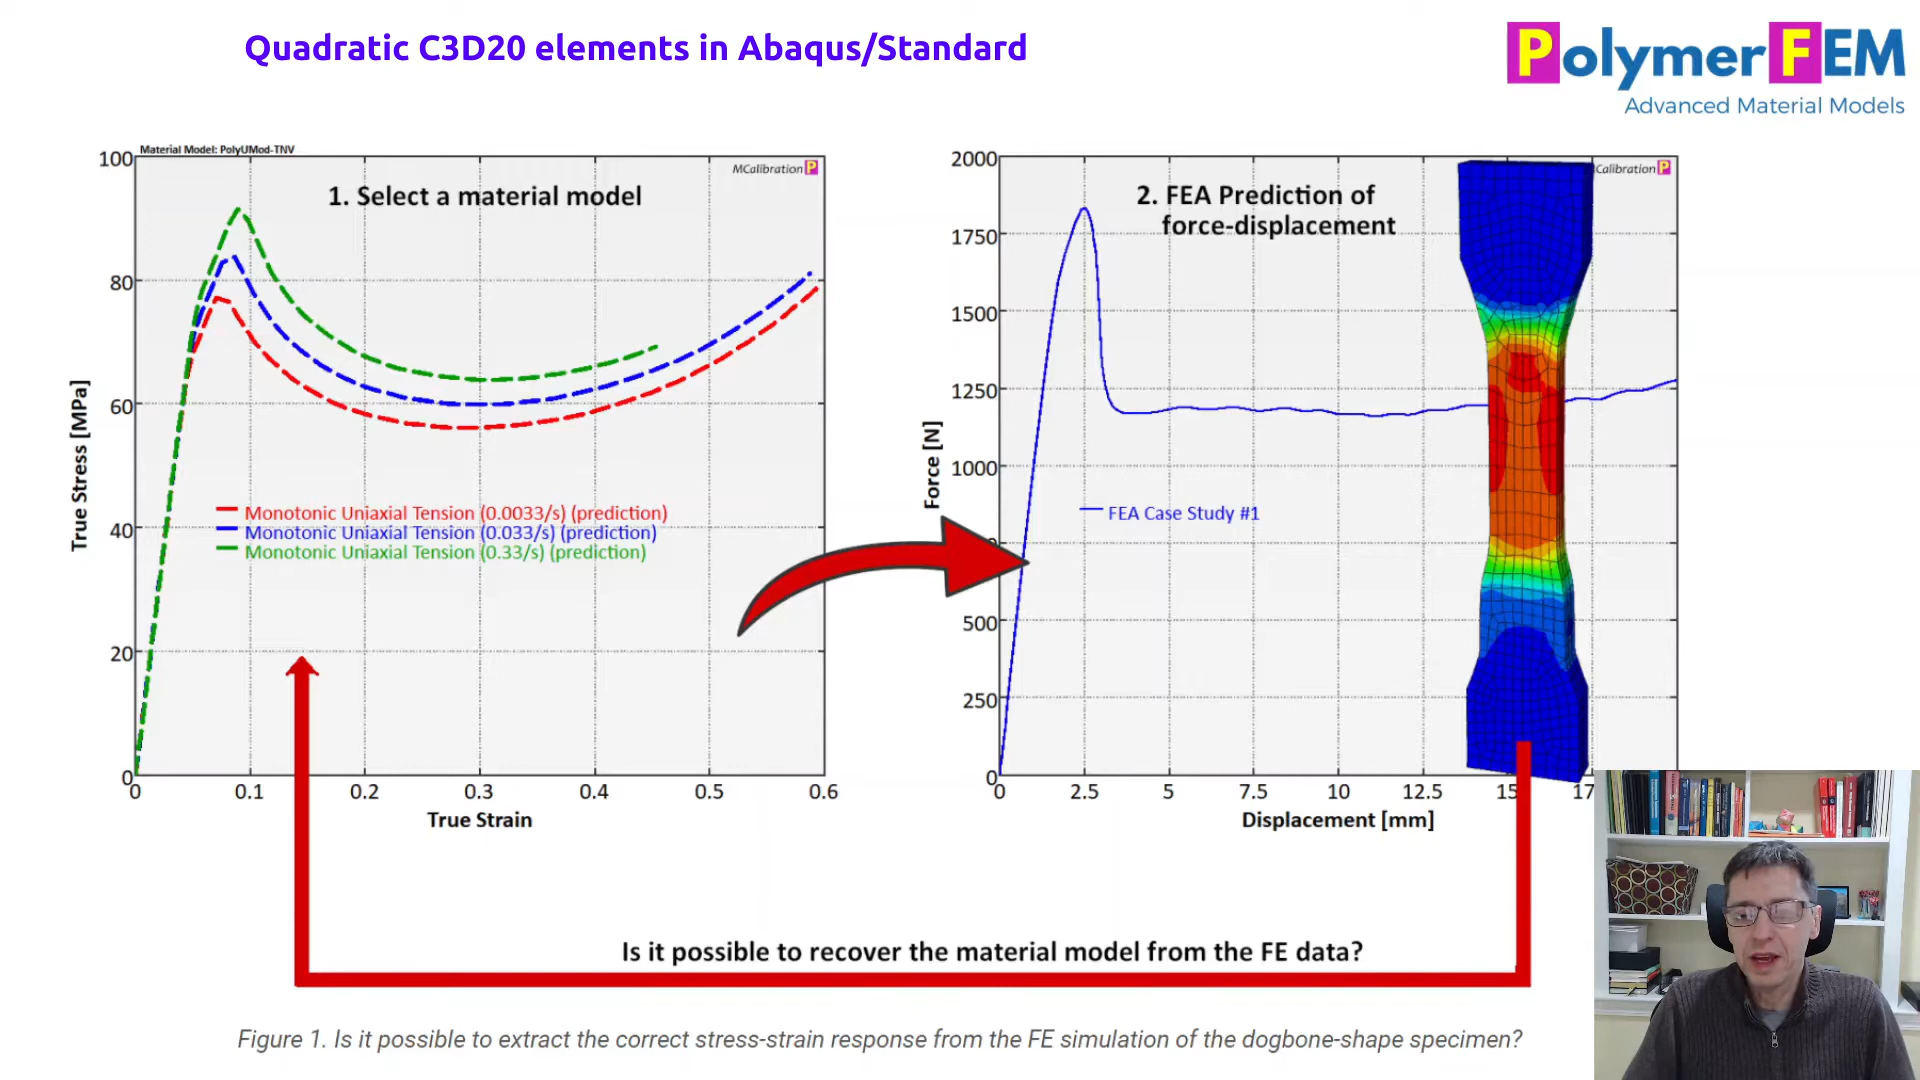 Quadratic C3D20 elements in Abaqus/Standard
PolymerFEM
Advanced Material Models
Material Model: PolyUMod-TNV
MCalibration P
1. Select a material model
100
80
60
40
20
0
True Stress [MPa]
Monotonic Uniaxial Tension (0.0033/s) (prediction)
Monotonic Uniaxial Tension (0.033/s) (prediction)
Monotonic Uniaxial Tension (0.33/s) (prediction)
0 0.1 0.2 0.3 0.4 0.5 0.6
True Strain
Calibration P
2. FEA Prediction of
force-displacement
2000
1750
1500
1250
1000
500
250
0
Force [N]
FEA Case Study #1
0 2.5 5 7.5 10 12.5 15 17
Displacement [mm]
Is it possible to recover the material model from the FE data?
Figure 1. Is it possible to extract the correct stress-strain response from the FE simulation of the dogbone-shape specimen?